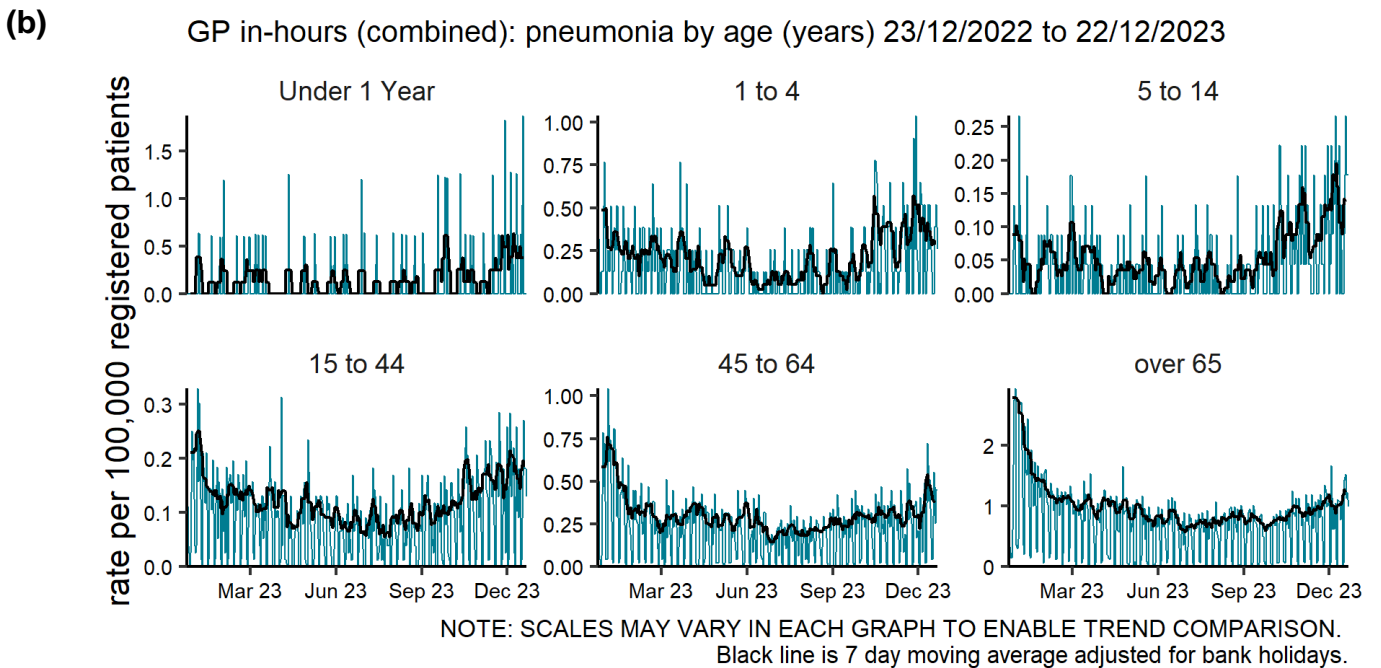 (b)
GP in-hours (combined): pneumonia by age (years) 23/12/2022 to 22/12/2023
rate per 100,000 registered patients
Under 1 Year
1.5
1.0
0.5
0.0
1 to 4
1.00
0.75
0.50
0.25
0.00
5 to 14
0.25
0.20
0.15
0.10
0.05
0.00
15 to 44
0.3
0.2
0.1
0.0
Mar 23 Jun 23 Sep 23 Dec 23
45 to 64
1.00
0.75
0.50
0.25
0.00
Mar 23 Jun 23 Sep 23 Dec 23
over 65
2
1
0
Mar 23 Jun 23 Sep 23 Dec 23
NOTE: SCALES MAY VARY IN EACH GRAPH TO ENABLE TREND COMPARISON.
Black line is 7 day moving average adjusted for bank holidays.